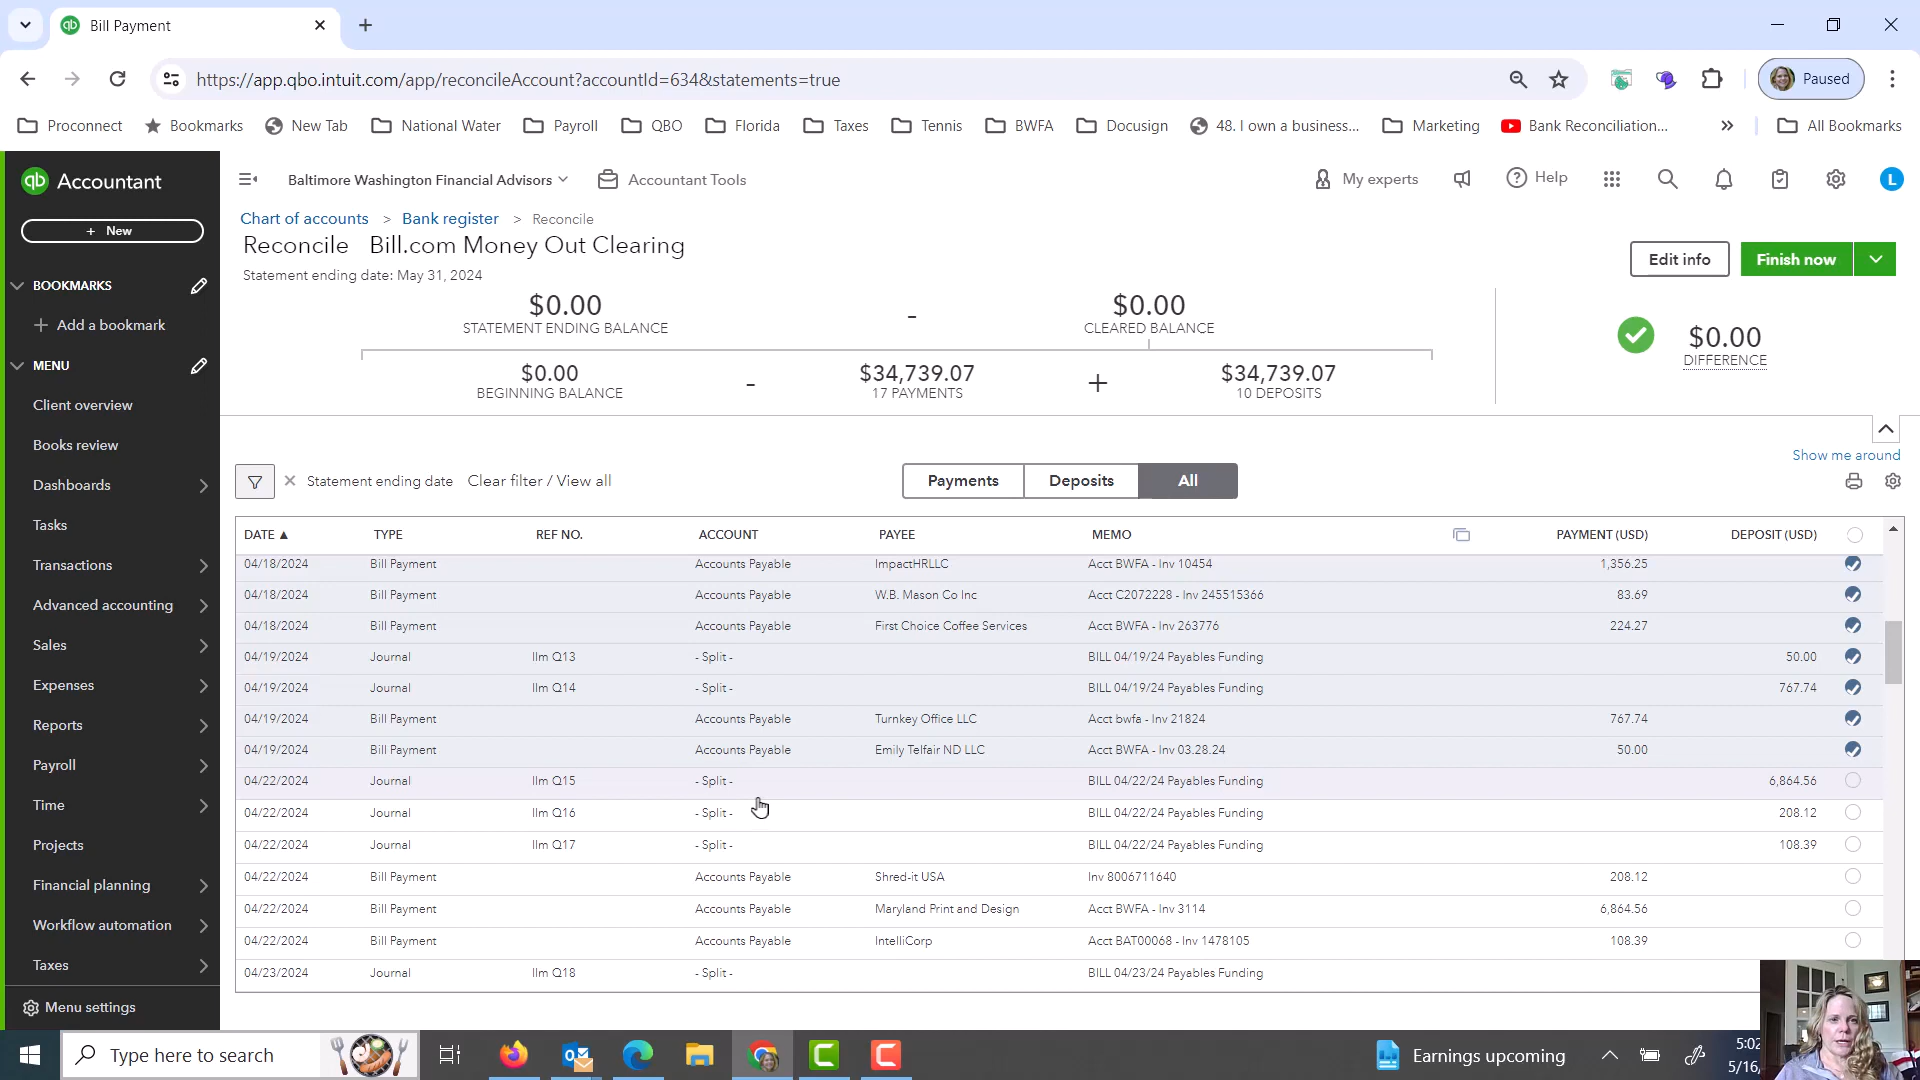 Bill Payment
https://app.qbo.intuit.com/app/reconcileAccount?accountId=634&statements=true
Paused
Proconnect Bookmarks New Tab National Water Payroll QBO Florida Taxes Tennis BWFA Docusign 48. I own a business... Marketing Bank Reconciliation... All Bookmarks
qb Accountant
Baltimore Washington Financial Advisors Accountant Tools My experts Help L
+ New
Chart of accounts > Bank register > Reconcile
Reconcile Bill.com Money Out Clearing
Statement ending date: May 31, 2024
Edit info Finish now
BOOKMARKS
+ Add a bookmark
MENU
Client overview
Books review
Dashboards
Tasks
Transactions
Advanced accounting
Sales
Expenses
Reports
Payroll
Time
Projects
Financial planning
Workflow automation
Taxes
Menu settings
$0.00 - $0.00
STATEMENT ENDING BALANCE CLEARED BALANCE
$0.00
DIFFERENCE
$0.00 - $34,739.07 + $34,739.07
BEGINNING BALANCE 17 PAYMENTS 10 DEPOSITS
Show me around
Statement ending date Clear filter / View all Payments Deposits All
DATE ▲ TYPE REF NO. ACCOUNT PAYEE MEMO PAYMENT (USD) DEPOSIT (USD)
04/18/2024 Bill Payment Accounts Payable ImpactHRLLC Acct BWFA - Inv 10454 1,356.25
04/18/2024 Bill Payment Accounts Payable W.B. Mason Co Inc Acct C2072228 - Inv 245515366 83.69
04/18/2024 Bill Payment Accounts Payable First Choice Coffee Services Acct BWFA - Inv 263776 224.27
04/19/2024 Journal llm Q13 - Split - BILL 04/19/24 Payables Funding 50.00
04/19/2024 Journal llm Q14 - Split - BILL 04/19/24 Payables Funding 767.74
04/19/2024 Bill Payment Accounts Payable Turnkey Office LLC Acct bwfa - Inv 21824 767.74
04/19/2024 Bill Payment Accounts Payable Emily Telfair ND LLC Acct BWFA - Inv 03.28.24 50.00
04/22/2024 Journal llm Q15 - Split - BILL 04/22/24 Payables Funding 6,864.56
04/22/2024 Journal llm Q16 - Split - BILL 04/22/24 Payables Funding 208.12
04/22/2024 Journal llm Q17 - Split - BILL 04/22/24 Payables Funding 108.39
04/22/2024 Bill Payment Accounts Payable Shred-it USA Inv 8006711640 208.12
04/22/2024 Bill Payment Accounts Payable Maryland Print and Design Acct BWFA - Inv 3114 6,864.56
04/22/2024 Bill Payment Accounts Payable IntelliCorp Acct BAT00068 - Inv 1478105 108.39
04/23/2024 Journal llm Q18 - Split - BILL 04/23/24 Payables Funding
Type here to search
Earnings upcoming
5:02
5/16/